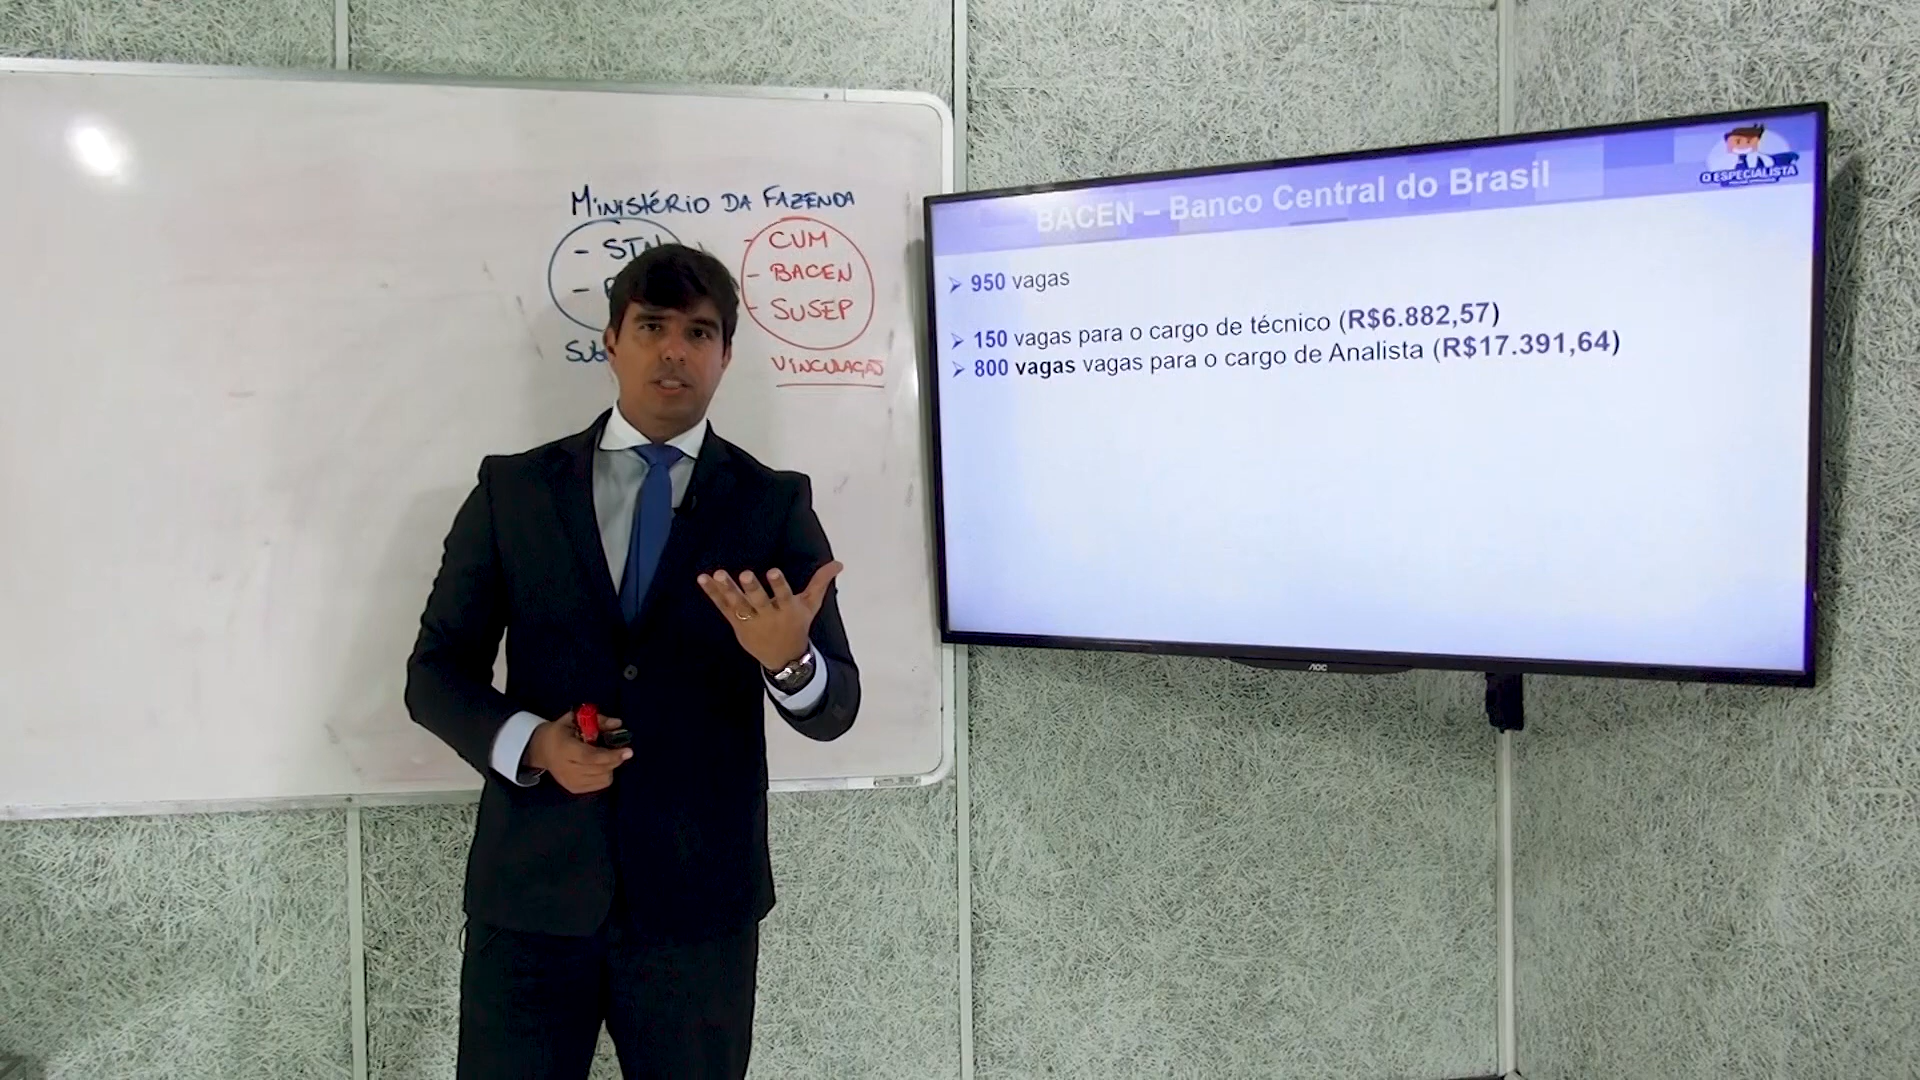 MINISTÉRIO DA FAZENDA
- CVM
- BACEN
- SUSEP
VINCULAÇÃO
BACEN – Banco Central do Brasil
O ESPECIALISTA
950 vagas
150 vagas para o cargo de técnico (R$6.882,57)
800 vagas vagas para o cargo de Analista (R$17.391,64)
AOC